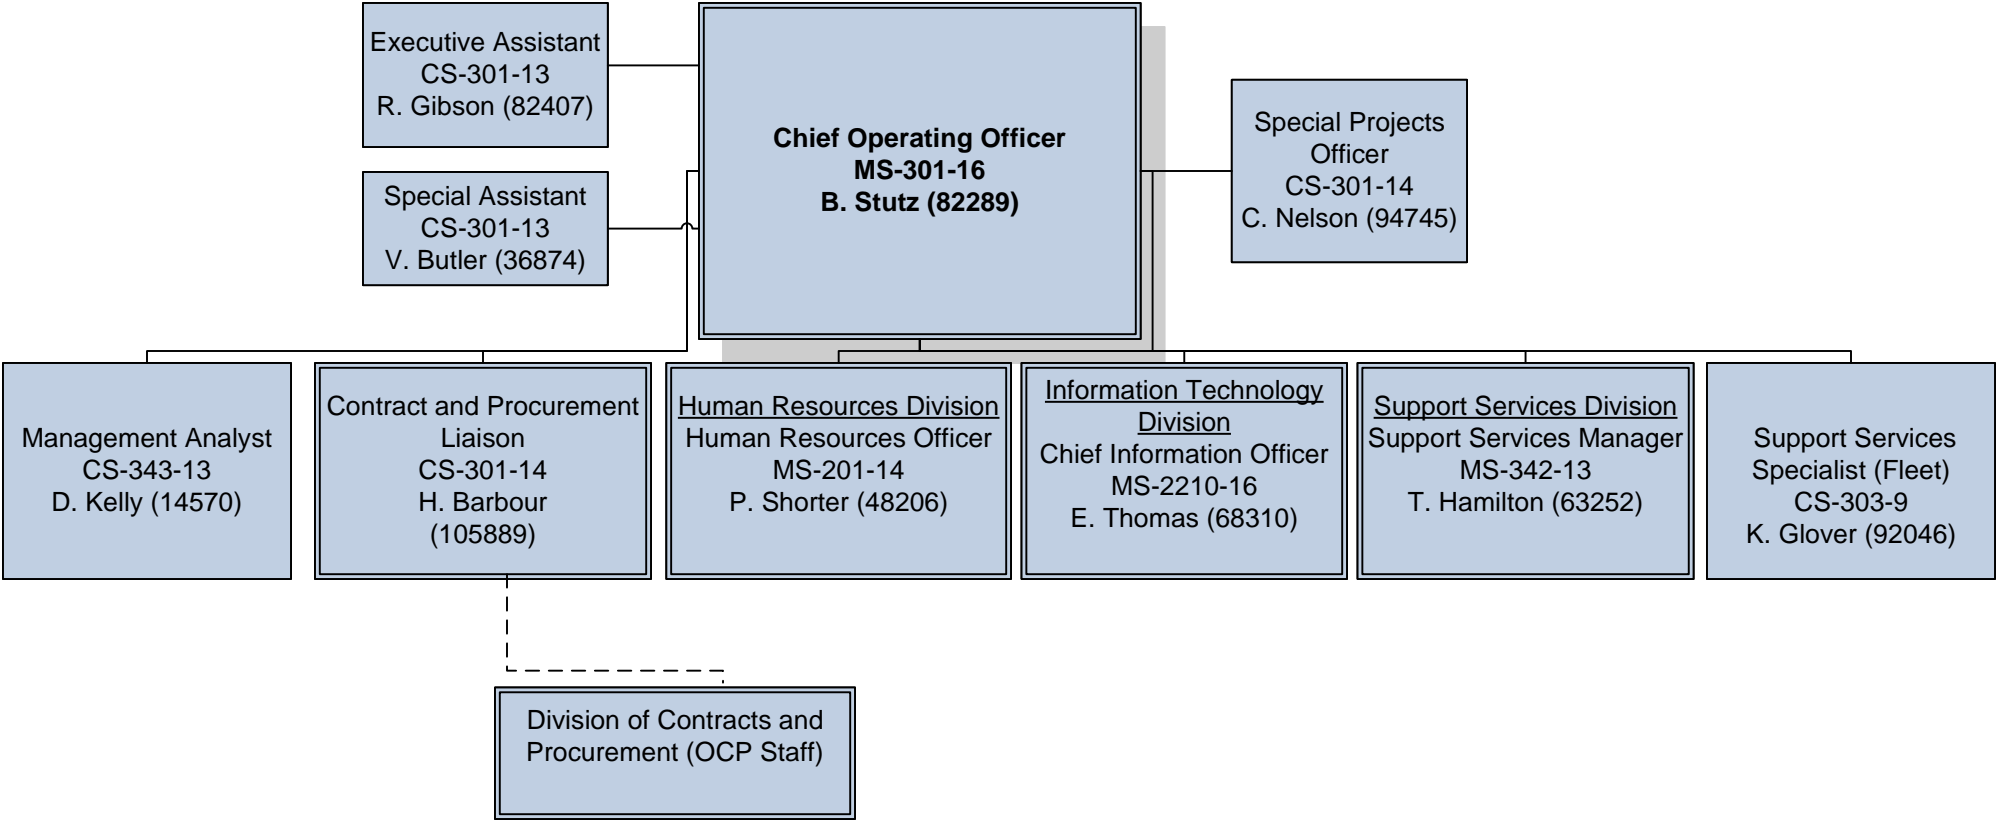 Executive Assistant
CS-301-13
R. Gibson (82407)
Chief Operating Officer
MS-301-16
B. Stutz (82289)
Special Projects
Officer
CS-301-14
C. Nelson (94745)
Special Assistant
CS-301-13
V. Butler (36874)
Management Analyst
CS-343-13
D. Kelly (14570)
Contract and Procurement
Liaison
CS-301-14
H. Barbour
(105889)
Human Resources Division
Human Resources Officer
MS-201-14
P. Shorter (48206)
Information Technology
Division
Chief Information Officer
MS-2210-16
E. Thomas (68310)
Support Services Division
Support Services Manager
MS-342-13
T. Hamilton (63252)
Support Services
Specialist (Fleet)
CS-303-9
K. Glover (92046)
Division of Contracts and
Procurement (OCP Staff)